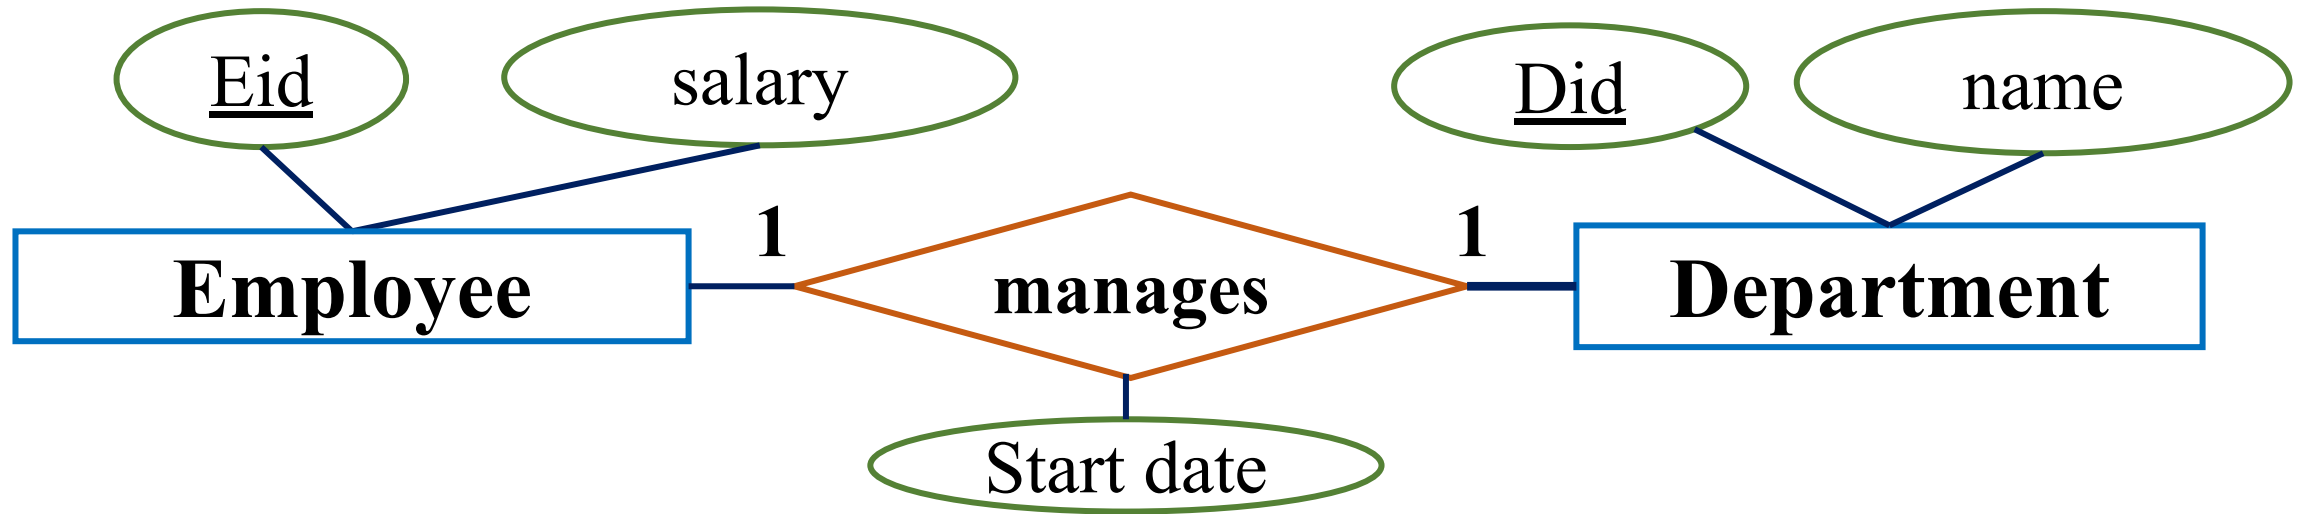 Eid
salary
Did
name
1
1
Employee
manages
Department
Start date